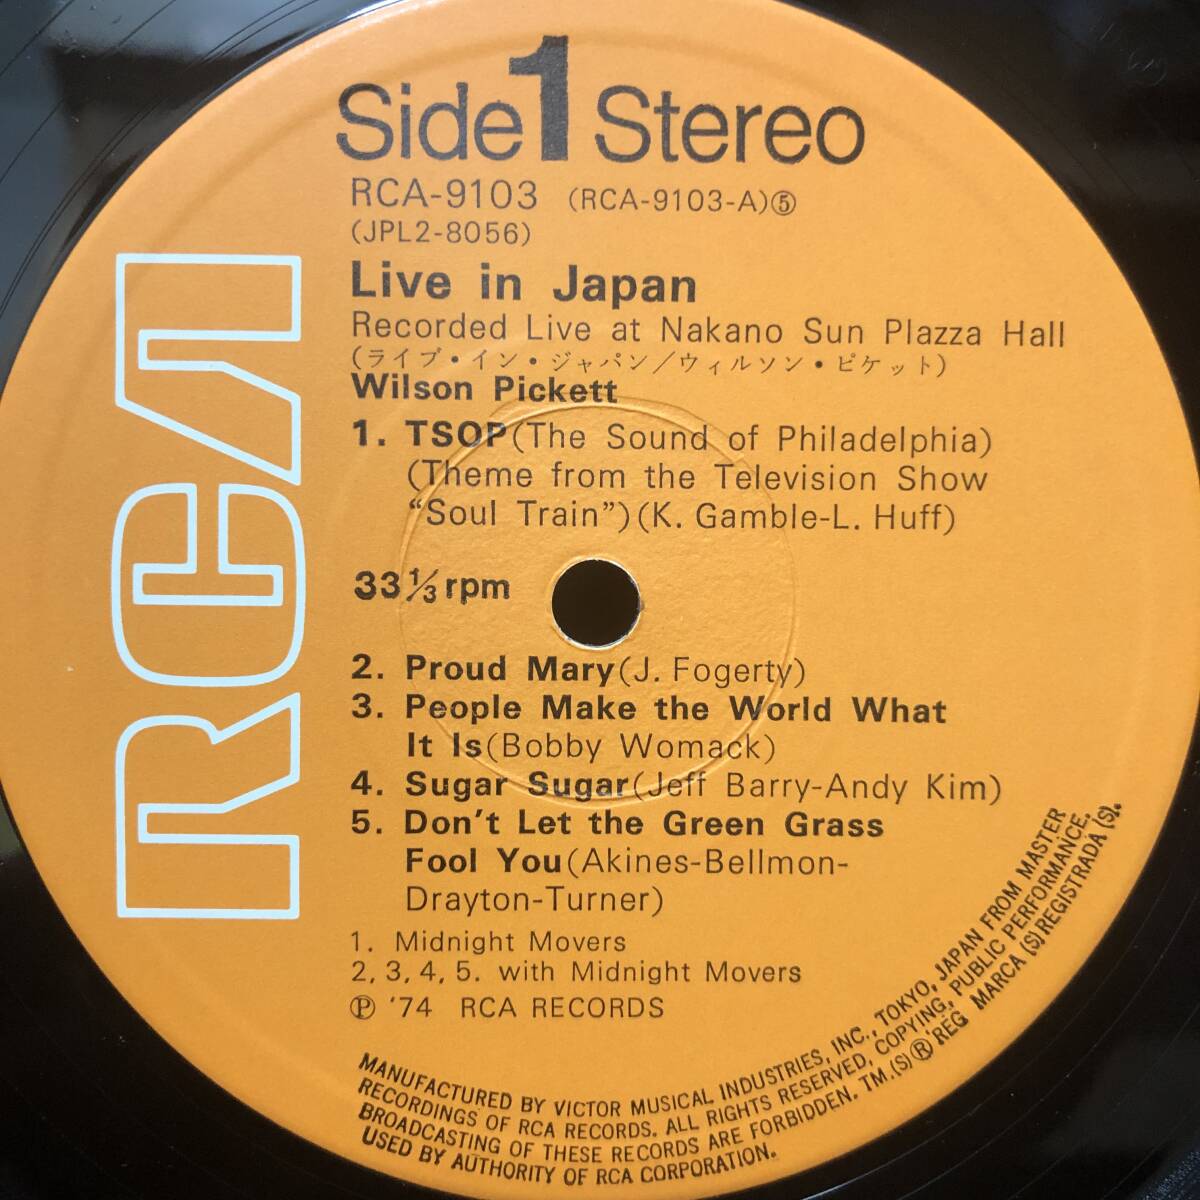 Side 1 Stereo
RCA-9103 (RCA-9103-A)⑤
(JPL2-8056)
Live in Japan
Recorded Live at Nakano Sun Plazza Hall
(ライブ・イン・ジャパン/ウィルソン・ピケット)
Wilson Pickett
1. TSOP(The Sound of Philadelphia)
(Theme from the Television Show
“Soul Train”)(K. Gamble-L. Huff)
33⅓rpm
2. Proud Mary(J. Fogerty)
3. People Make the World What
It Is(Bobby Womack)
4. Sugar Sugar(Jeff Barry-Andy Kim)
5. Don't Let the Green Grass
Fool You(Akines-Bellmon-
Drayton-Turner)
1. Midnight Movers
2, 3, 4, 5. with Midnight Movers
Ⓟ '74 RCA RECORDS
RCA
MANUFACTURED BY VICTOR MUSICAL INDUSTRIES, INC., TOKYO, JAPAN FROM MASTER
RECORDINGS OF RCA RECORDS. ALL RIGHTS RESERVED, COPYING, PUBLIC PERFORMANCE,
BROADCASTING OF THESE RECORDS ARE FORBIDDEN. TM.(S)® REG MARCA (S) REGISTRADA (S).
USED BY AUTHORITY OF RCA CORPORATION.